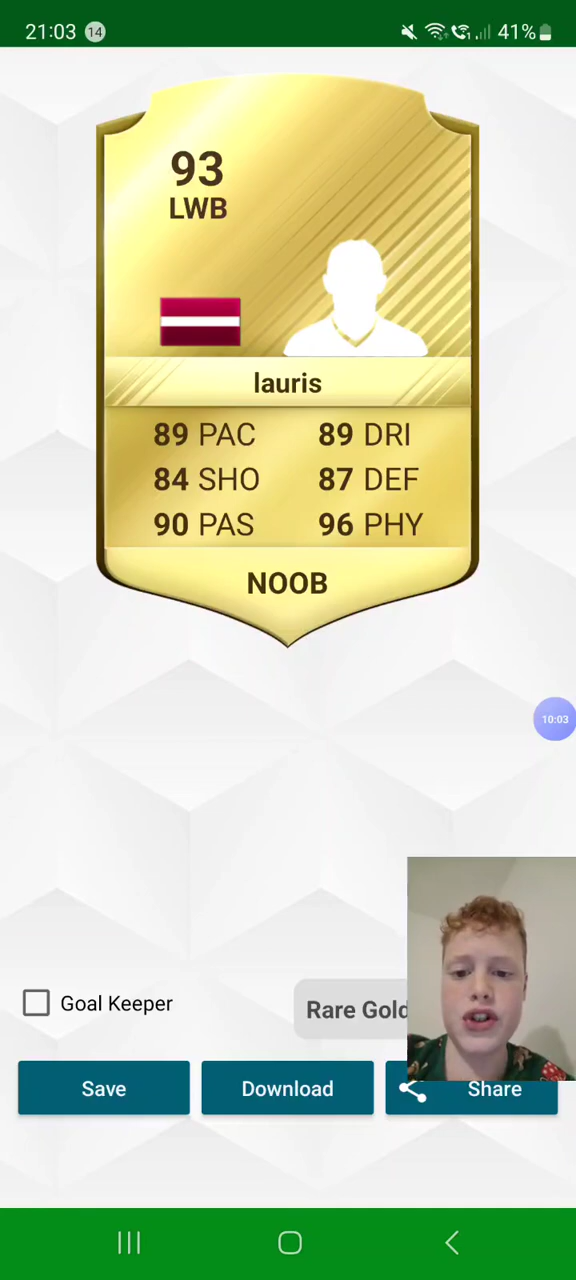 21:03 14 41%
93
LWB
lauris
89 PAC 89 DRI
84 SHO 87 DEF
90 PAS 96 PHY
NOOB
10:03
Goal Keeper Rare Gold
Save Download Share